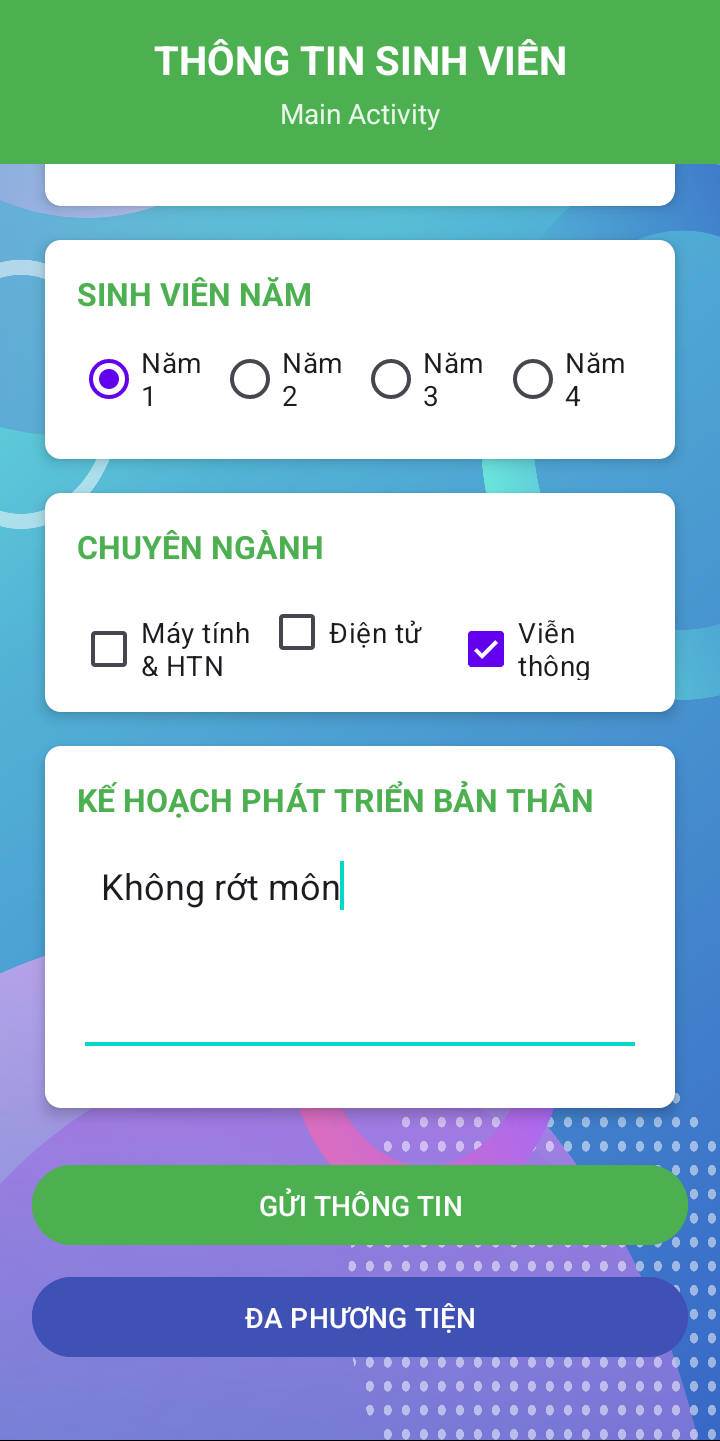 THÔNG TIN SINH VIÊN
Main Activity
SINH VIÊN NĂM
Năm 1
Năm 2
Năm 3
Năm 4
CHUYÊN NGÀNH
Máy tính & HTN
Điện tử
Viễn thông
KẾ HOẠCH PHÁT TRIỂN BẢN THÂN
Không rớt môn
GỬI THÔNG TIN
ĐA PHƯƠNG TIỆN